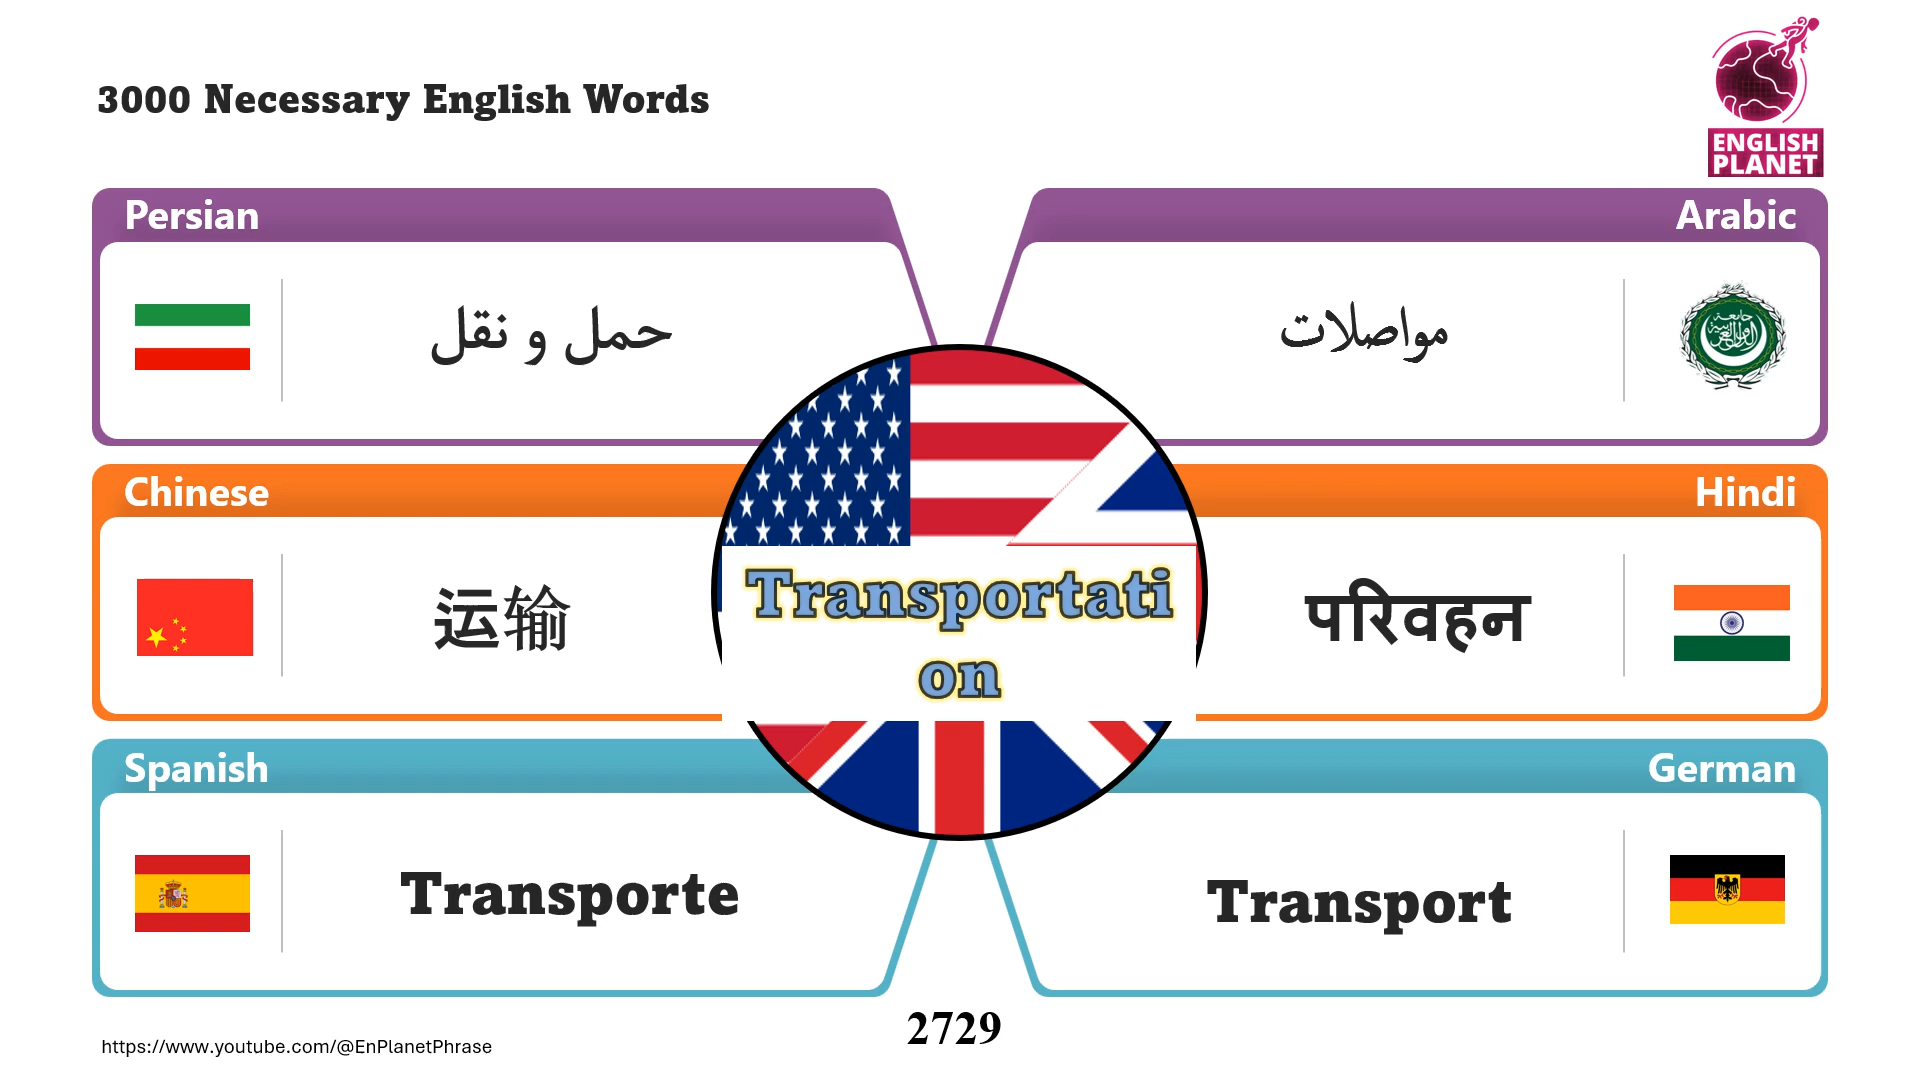 3000 Necessary English Words
ENGLISH
PLANET
Persian
حمل و نقل
Arabic
مواصلات
Chinese
运输
Hindi
परिवहन
Transportati
on
Spanish
Transporte
German
Transport
2729
https://www.youtube.com/@EnPlanetPhrase